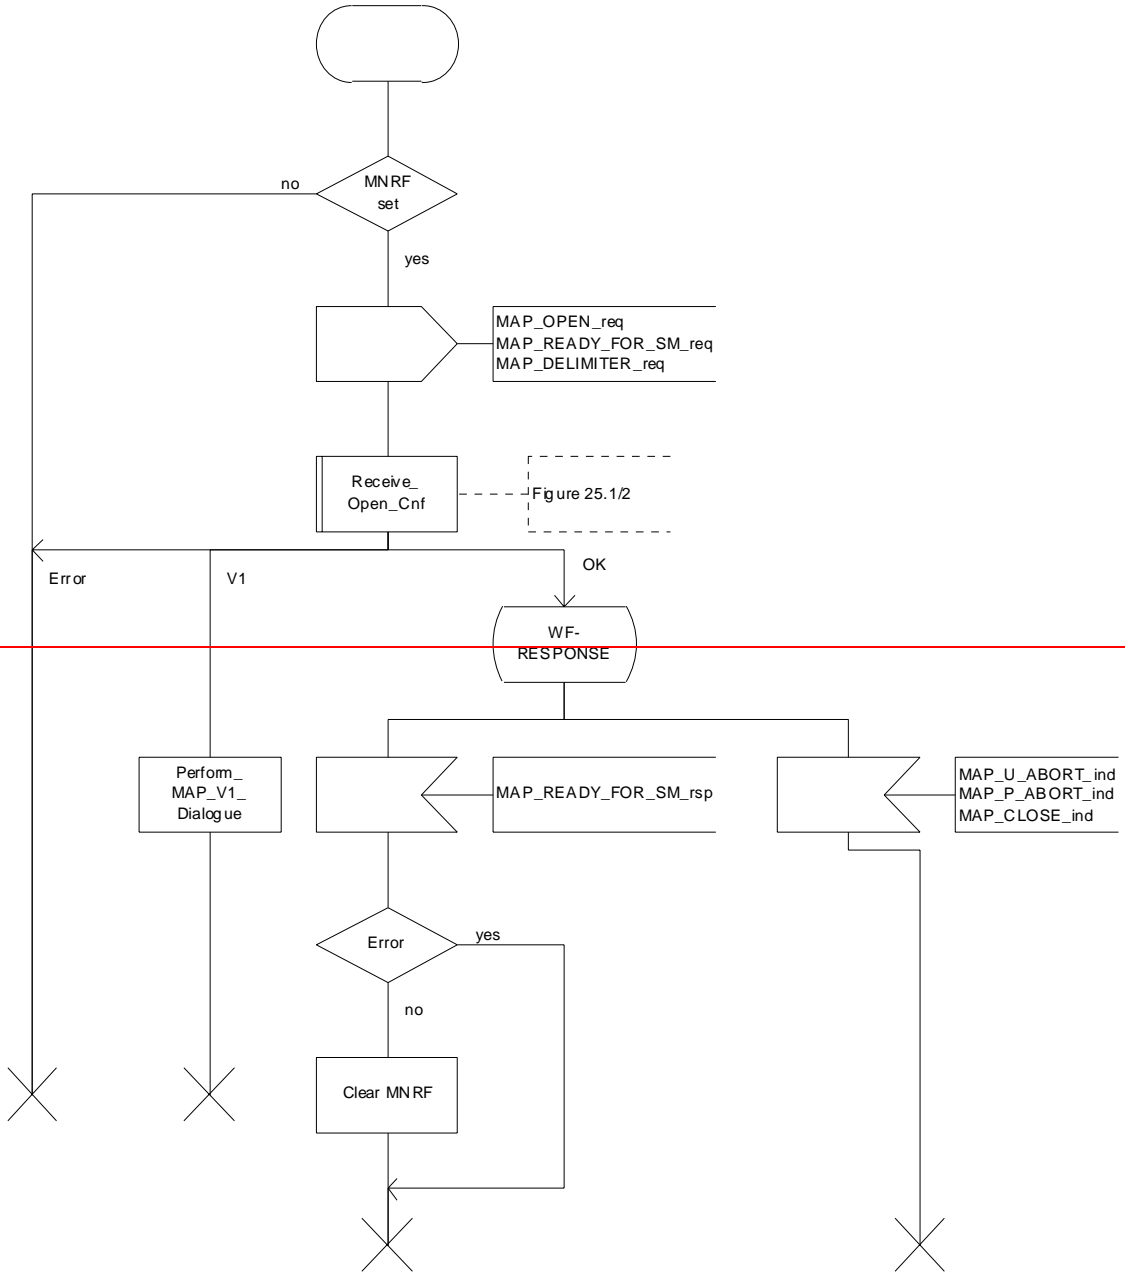 MNRF
set
no
yes
MAP_OPEN_req
MAP_READY_FOR_SM_req
MAP_DELIMITER_req
Receive_
Open_Cnf
Figure 25.1/2
Error
V1
OK
WF-
RESPONSE
Perform_
MAP_V1_
Dialogue
MAP_READY_FOR_SM_rsp
MAP_U_ABORT_ind
MAP_P_ABORT_ind
MAP_CLOSE_ind
Error
yes
no
Clear MNRF